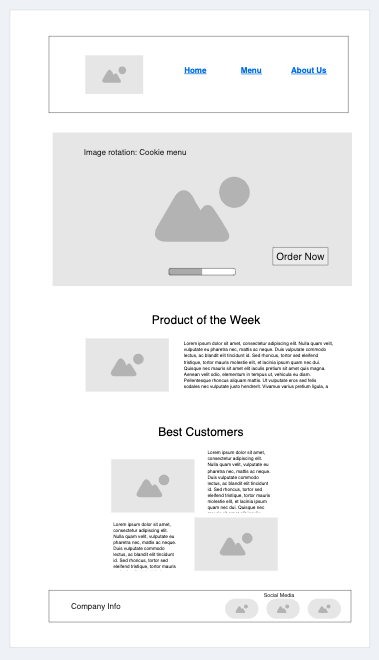 Home
Menu
About Us
Image rotation: Cookie menu
Order Now
Product of the Week
Lorem ipsum dolor sit amet, consectetur adipiscing elit. Nulla quam velit,
vulputate eu pharetra nec, mattis ac neque. Duis vulputate commodo
lectus, ac blandit elit tincidunt id. Sed rhoncus, tortor sed eleifend
tristique, tortor mauris molestie elit, et lacinia ipsum quam nec dui.
Quisque nec mauris sit amet elit iaculis pretium sit amet quis magna.
Aenean velit odio, elementum in tempus ut, vehicula eu diam.
Pellentesque rhoncus aliquam mattis. Ut vulputate eros sed felis
sodales nec vulputate justo hendrerit. Vivamus varius pretium ligula, a
Best Customers
Lorem ipsum dolor sit amet,
consectetur adipiscing elit.
Nulla quam velit, vulputate eu
pharetra nec, mattis ac neque.
Duis vulputate commodo
lectus, ac blandit elit tincidunt
id. Sed rhoncus, tortor sed
eleifend tristique, tortor mauris
molestie elit, et lacinia ipsum
quam nec dui. Quisque nec
Lorem ipsum dolor sit amet,
consectetur adipiscing elit.
Nulla quam velit, vulputate eu
pharetra nec, mattis ac neque.
Duis vulputate commodo
lectus, ac blandit elit tincidunt
id. Sed rhoncus, tortor sed
eleifend tristique, tortor mauris
Company Info
Social Media